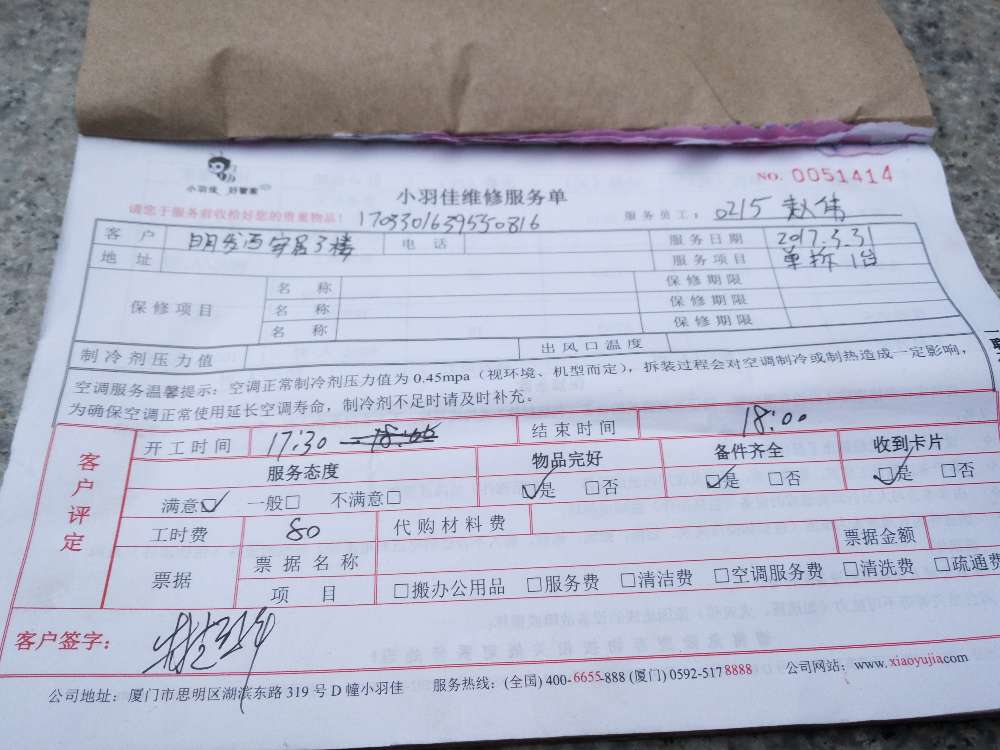 小羽佳 好管家
小羽佳维修服务单
NO. 0051414
请您于服务前收拾好您的贵重物品！
1703301639550816
服务员工： 0215 赵伟
客户 电话 服务日期 2017.3.31
地址 服务项目 单拆1台
保修项目 名称 保修期限
名称 保修期限
名称 保修期限
制冷剂压力值 出风口温度
空调服务温馨提示：空调正常制冷剂压力值为 0.45mpa（视环境、机型而定），拆装过程会对空调制冷或制热造成一定影响，
为确保空调正常使用延长空调寿命，制冷剂不足时请及时补充。
客户评定
开工时间 17:30 结束时间 18:00
服务态度 物品完好 备件齐全 收到卡片
满意☑ 一般□ 不满意□ ☑是 □否 ☑是 □否 ☑是 □否
工时费 80 代购材料费
票据 票据名称 票据金额
项目 □搬办公用品 □服务费 □清洁费 □空调服务费 □清洗费 □疏通费
客户签字：
公司地址：厦门市思明区湖滨东路 319 号 D 幢小羽佳 服务热线：(全国) 400-6655-888 (厦门) 0592-5178888 公司网站：www.xiaoyujia.com